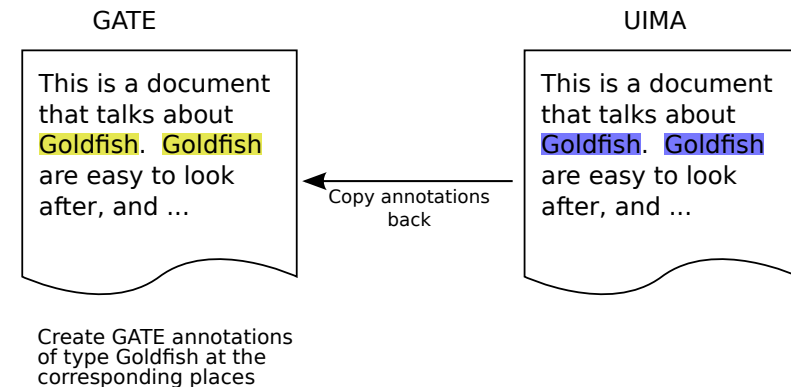 GATE
UIMA
This is a document
that talks about
Goldfish. Goldfish
are easy to look
after, and ...
Copy annotations
back
This is a document
that talks about
Goldfish. Goldfish
are easy to look
after, and ...
Create GATE annotations
of type Goldfish at the
corresponding places